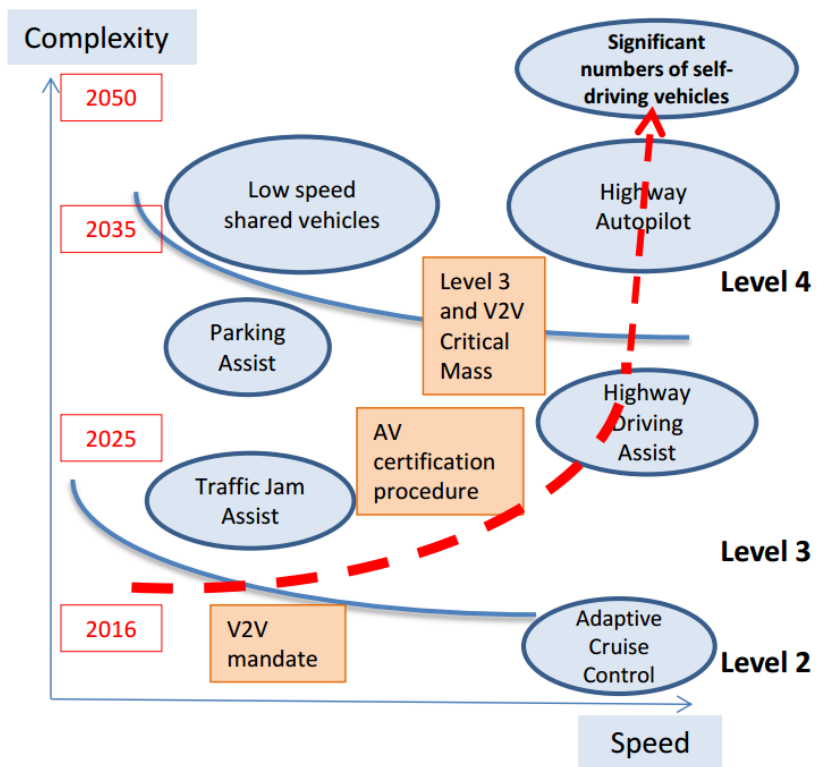 Complexity
Significant
numbers of self-
driving vehicles
2050
Low speed
shared vehicles
Highway
Autopilot
2035
Level 4
Level 3
and V2V
Critical
Mass
Parking
Assist
Highway
Driving
Assist
2025
AV
certification
procedure
Traffic Jam
Assist
Level 3
2016
V2V
mandate
Adaptive
Cruise
Control
Level 2
Speed